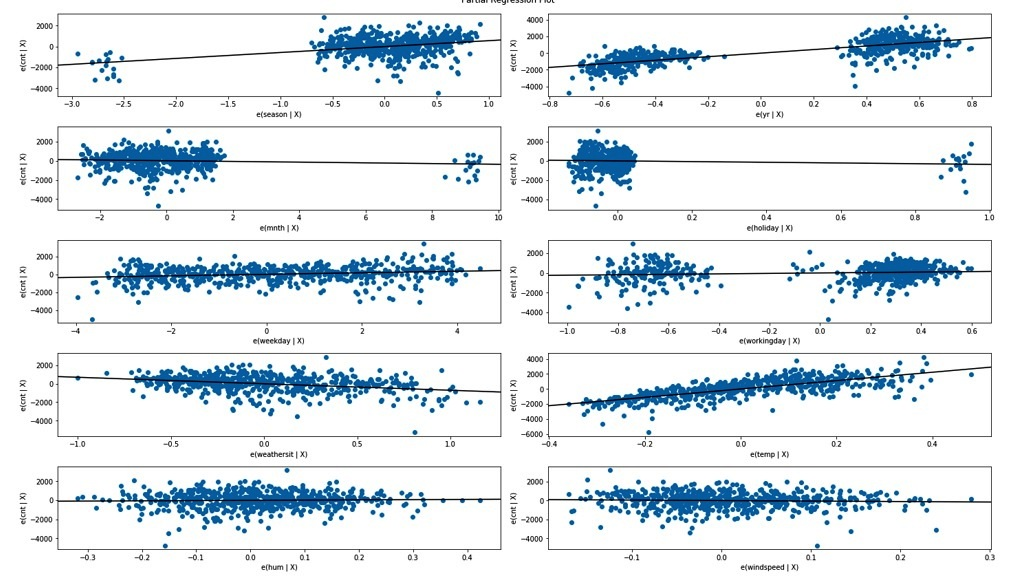 Partial Regression Plot
e(cnt | X)
2000
0
−2000
−4000
−3.0 −2.5 −2.0 −1.5 −1.0 −0.5 0.0 0.5 1.0
e(season | X)
e(cnt | X)
4000
2000
0
−2000
−4000
−0.8 −0.6 −0.4 −0.2 0.0 0.2 0.4 0.6 0.8
e(yr | X)
e(cnt | X)
2000
0
−2000
−4000
−2 0 2 4 6 8 10
e(mnth | X)
e(cnt | X)
2000
0
−2000
−4000
0.0 0.2 0.4 0.6 0.8 1.0
e(holiday | X)
e(cnt | X)
2000
0
−2000
−4000
−4 −2 0 2 4
e(weekday | X)
e(cnt | X)
2000
0
−2000
−4000
−1.0 −0.8 −0.6 −0.4 −0.2 0.0 0.2 0.4 0.6
e(workingday | X)
e(cnt | X)
2000
0
−2000
−4000
−1.0 −0.5 0.0 0.5 1.0
e(weathersit | X)
e(cnt | X)
4000
2000
0
−2000
−4000
−6000
−0.4 −0.2 0.0 0.2 0.4
e(temp | X)
e(cnt | X)
2000
0
−2000
−4000
−0.3 −0.2 −0.1 0.0 0.1 0.2 0.3 0.4
e(hum | X)
e(cnt | X)
2000
0
−2000
−4000
−0.1 0.0 0.1 0.2 0.3
e(windspeed | X)